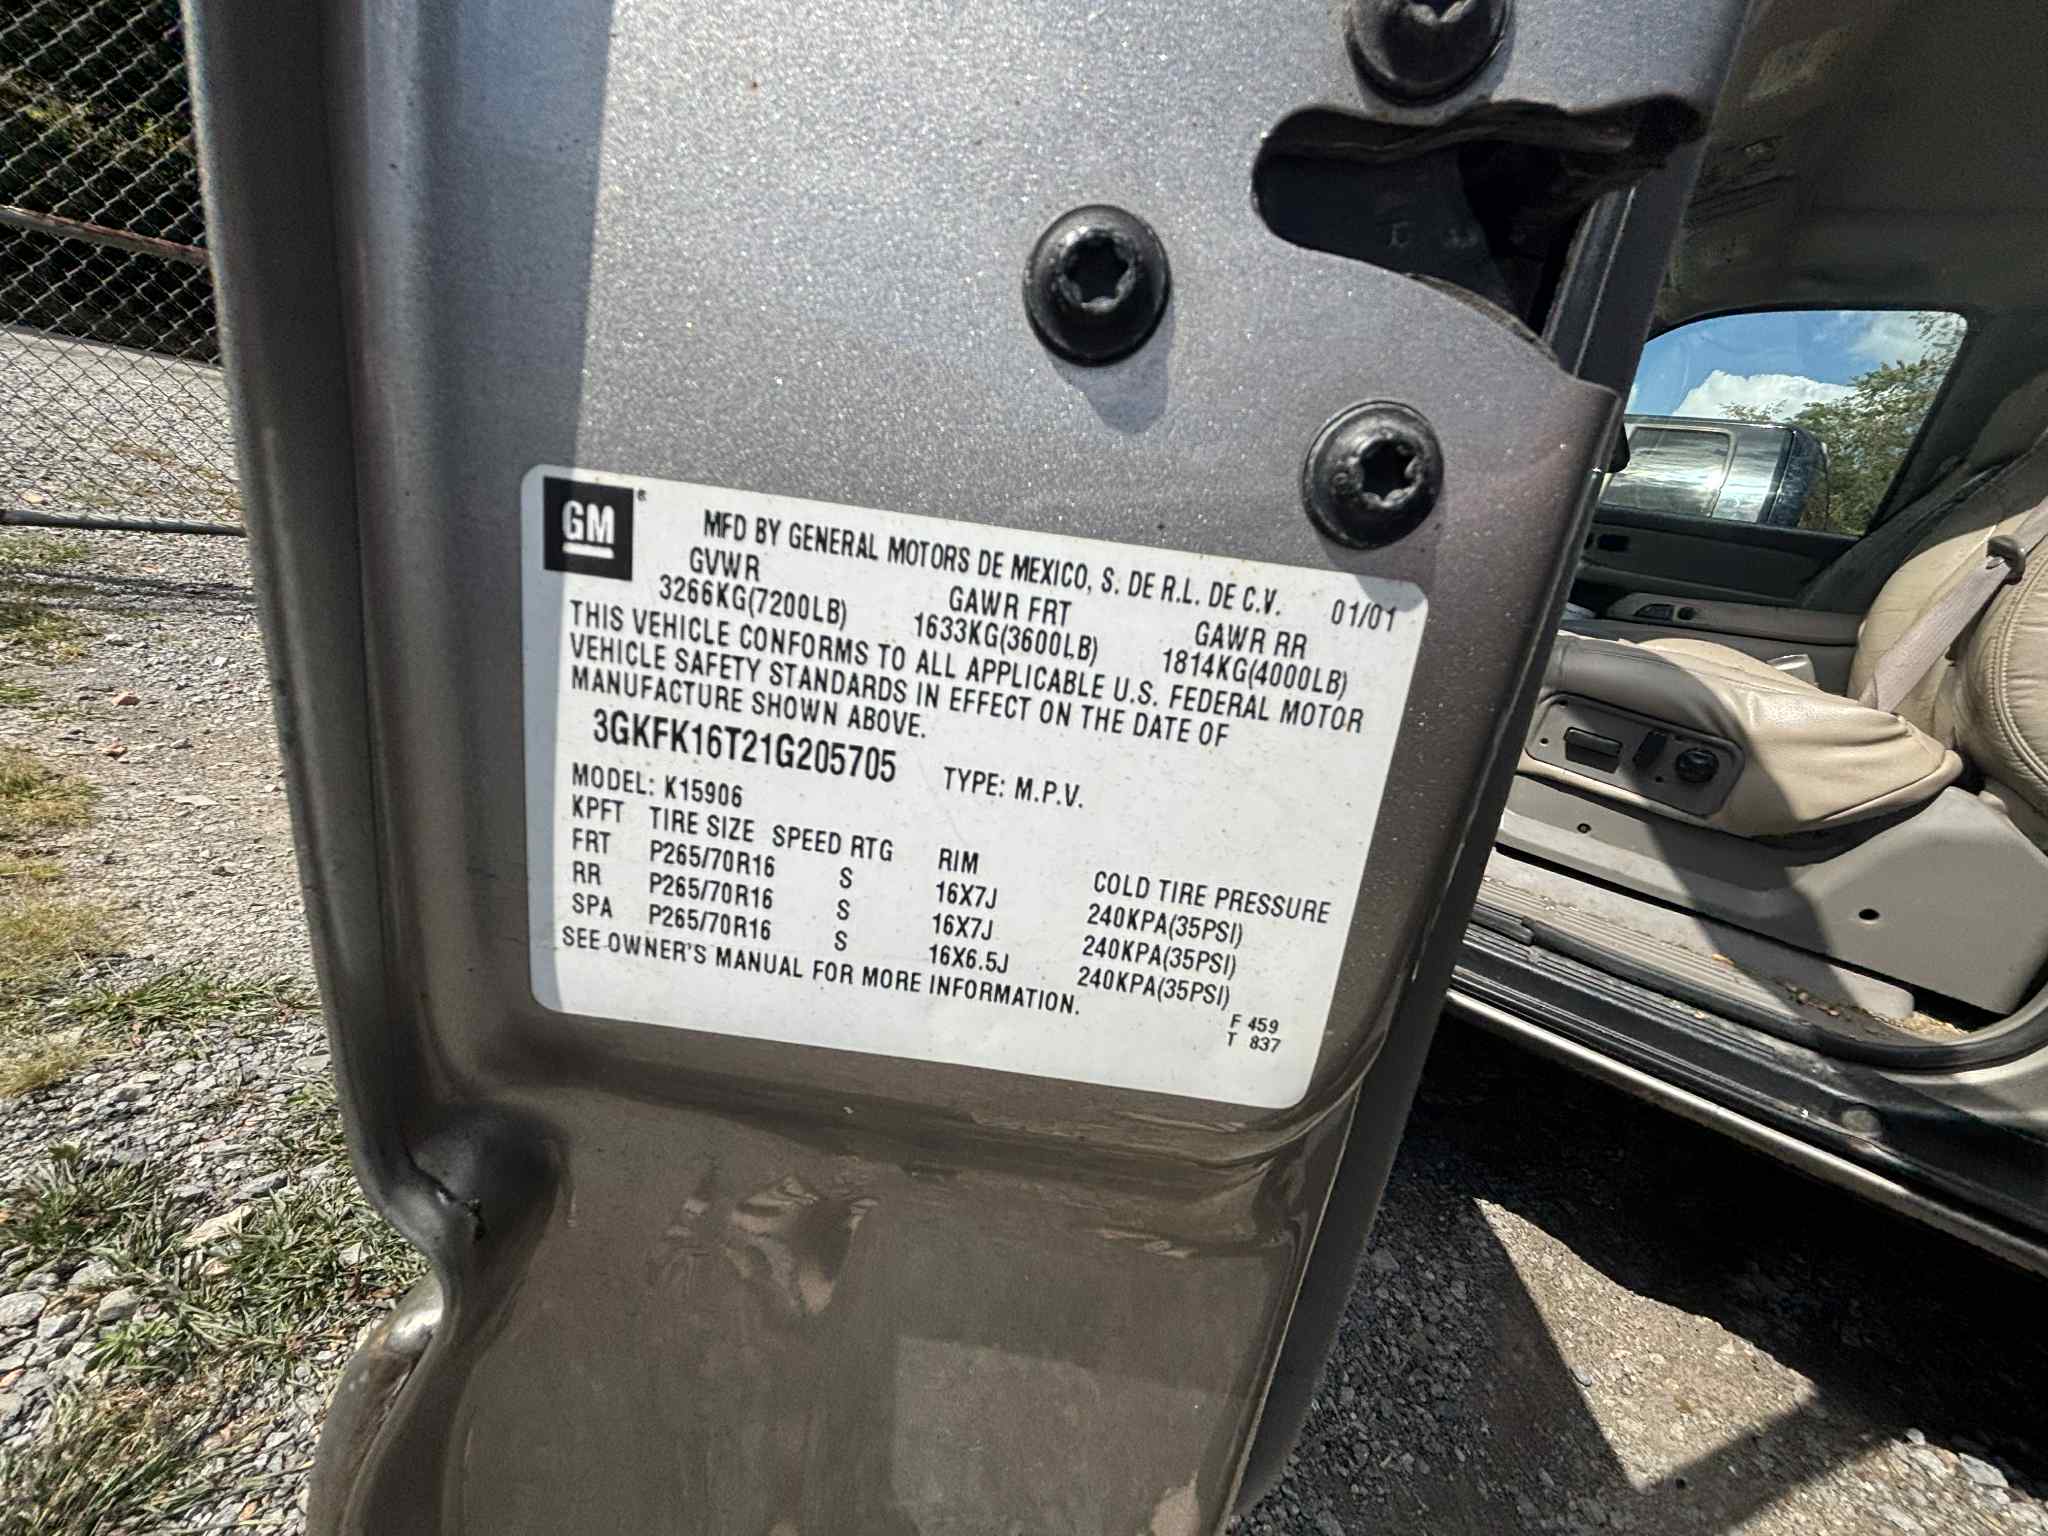 GM®
MFD BY GENERAL MOTORS DE MEXICO, S. DE R.L. DE C.V. 01/01
GVWR GAWR FRT GAWR RR
3266KG(7200LB) 1633KG(3600LB) 1814KG(4000LB)
THIS VEHICLE CONFORMS TO ALL APPLICABLE U.S. FEDERAL MOTOR
VEHICLE SAFETY STANDARDS IN EFFECT ON THE DATE OF
MANUFACTURE SHOWN ABOVE.
3GKFK16T21G205705 TYPE: M.P.V.
MODEL: K15906
KPFT TIRE SIZE SPEED RTG RIM COLD TIRE PRESSURE
FRT P265/70R16 S 16X7J 240KPA(35PSI)
RR P265/70R16 S 16X7J 240KPA(35PSI)
SPA P265/70R16 S 16X6.5J 240KPA(35PSI)
SEE OWNER'S MANUAL FOR MORE INFORMATION.
F 459
T 837